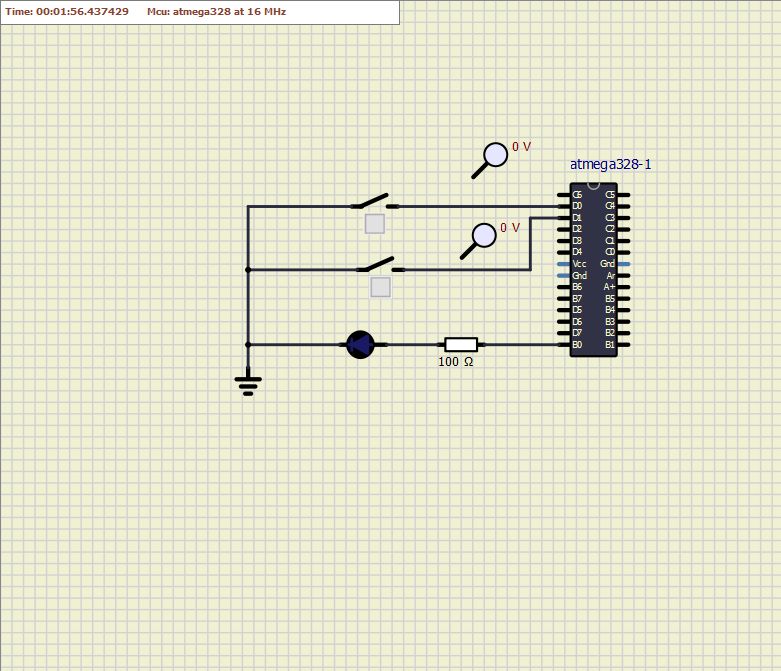 Time: 00:01:56.437429 Mcu: atmega328 at 16 MHz
0 V
atmega328-1
0 V
C6 C5
D0 C4
D1 C3
D2 C2
D3 C1
D4 C0
Vcc Gnd
Gnd Ar
B6 A+
B7 B5
D5 B4
D6 B3
D7 B2
B0 B1
100 Ω